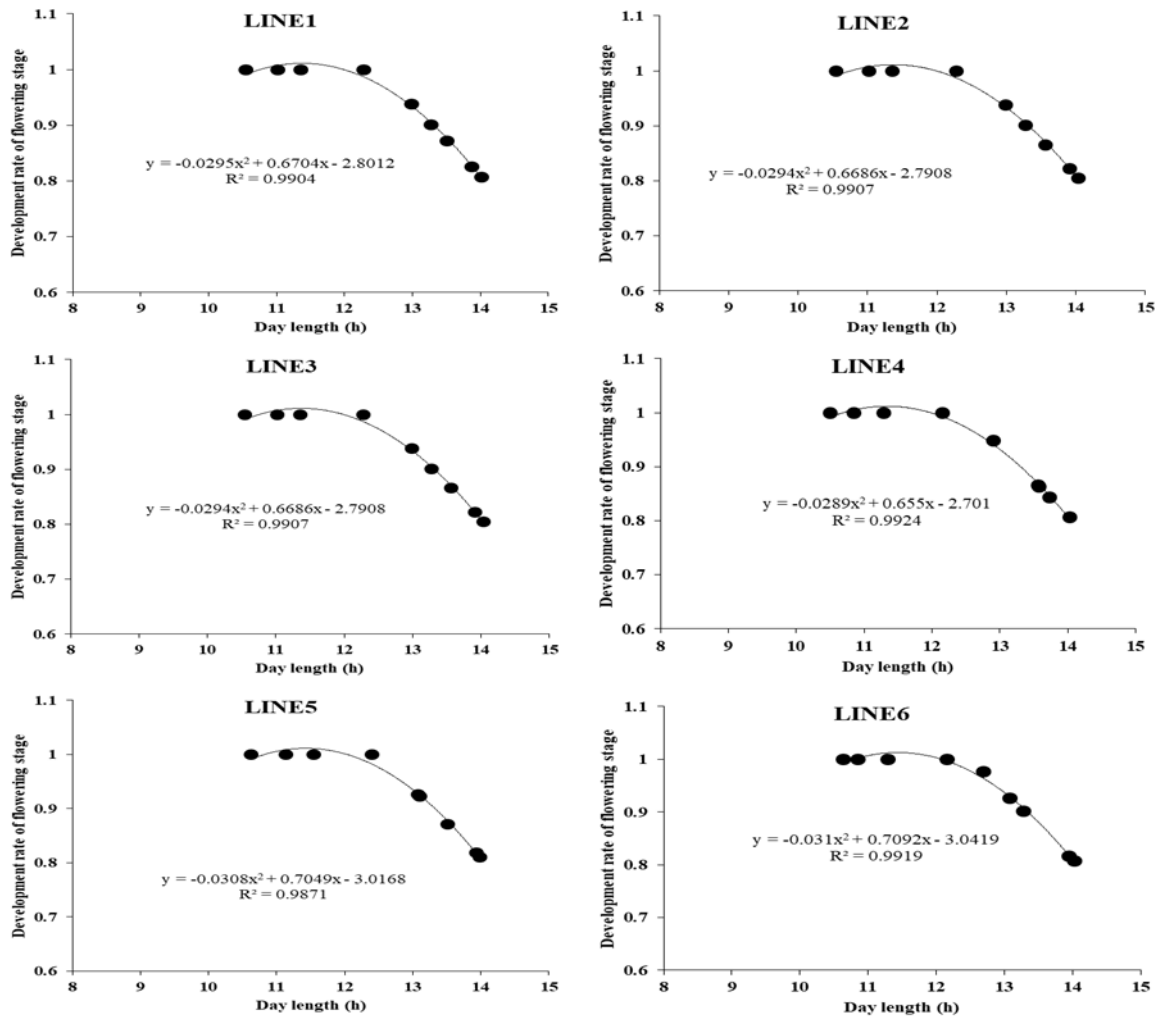 LINE1
1.1
1
0.9
0.8
0.7
0.6
Development rate of flowering stage
y = -0.0295x² + 0.6704x - 2.8012
R² = 0.9904
8 9 10 11 12 13 14 15
Day length (h)
LINE2
1.1
1
0.9
0.8
0.7
0.6
Development rate of flowering stage
y = -0.0294x² + 0.6686x - 2.7908
R² = 0.9907
8 9 10 11 12 13 14 15
Day length (h)
LINE3
1.1
1
0.9
0.8
0.7
0.6
Development rate of flowering stage
y = -0.0294x² + 0.6686x - 2.7908
R² = 0.9907
8 9 10 11 12 13 14 15
Day length (h)
LINE4
1.1
1
0.9
0.8
0.7
0.6
Development rate of flowering stage
y = -0.0289x² + 0.655x - 2.701
R² = 0.9924
8 9 10 11 12 13 14 15
Day length (h)
LINE5
1.1
1
0.9
0.8
0.7
0.6
Development rate of flowering stage
y = -0.0308x² + 0.7049x - 3.0168
R² = 0.9871
8 9 10 11 12 13 14 15
Day length (h)
LINE6
1.1
1
0.9
0.8
0.7
0.6
Development rate of flowering stage
y = -0.031x² + 0.7092x - 3.0419
R² = 0.9919
8 9 10 11 12 13 14 15
Day length (h)